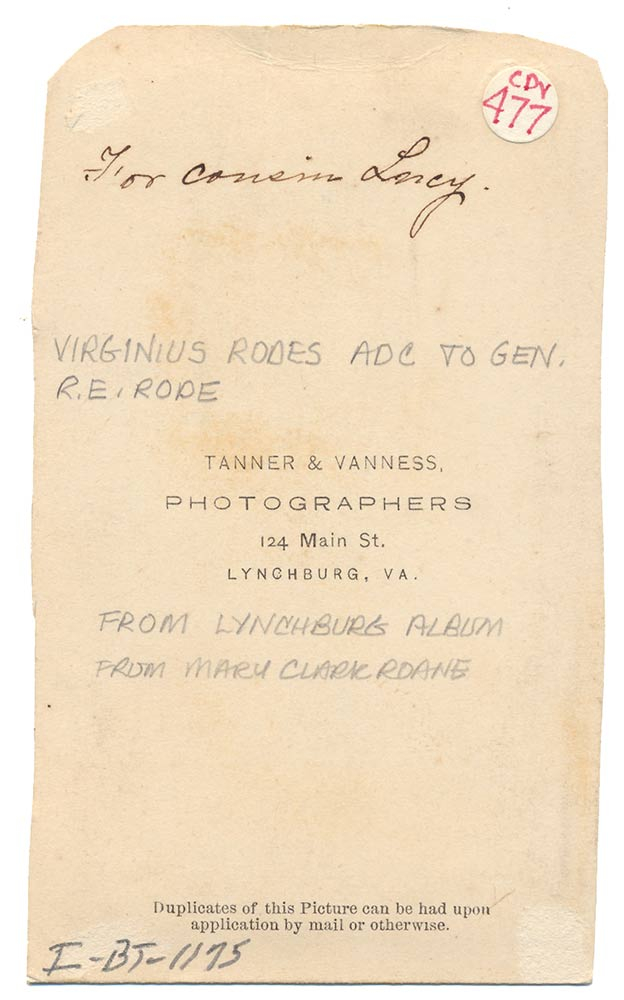 CDV
477
For cousin Lucy.
VIRGINIUS RODES ADC TO GEN.
R.E. RODE
TANNER & VANNESS,
PHOTOGRAPHERS
124 Main St.
LYNCHBURG, VA.
FROM LYNCHBURG ALBUM
FROM MARY CLARK ROANE
Duplicates of this Picture can be had upon
application by mail or otherwise.
I-BT-1175